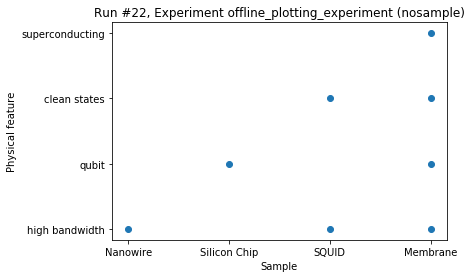 Run #22, Experiment offline_plotting_experiment (nosample)
superconducting
clean states
qubit
high bandwidth
Physical feature
Nanowire Silicon Chip SQUID Membrane
Sample